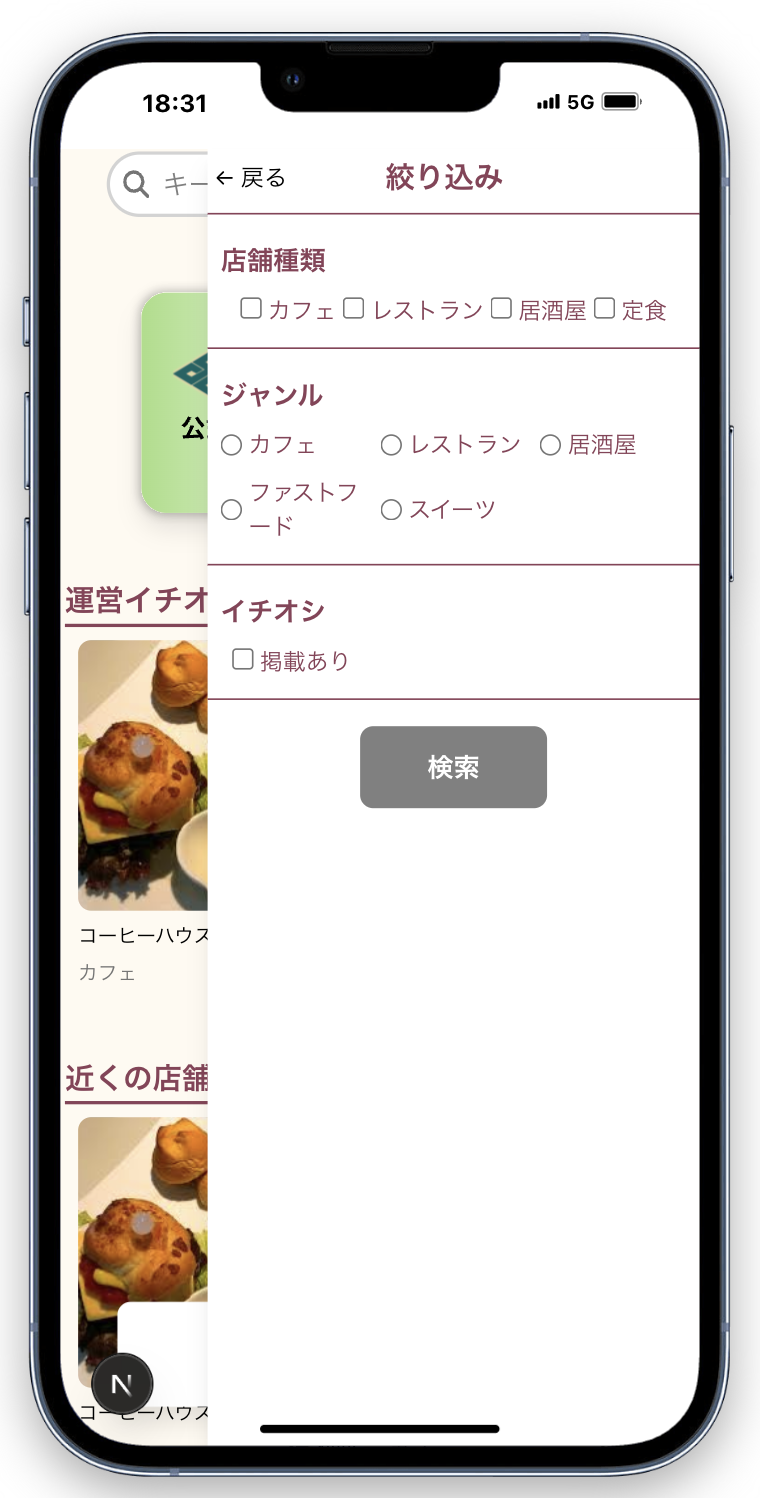 18:31
5G
キー
← 戻る
絞り込み
店舗種類
カフェ
レストラン
居酒屋
定食
公
ジャンル
カフェ
レストラン
居酒屋
ファストフ
ード
スイーツ
運営イチオ
イチオシ
掲載あり
検索
コーヒーハウス
カフェ
近くの店舗
N
コーヒーハウス